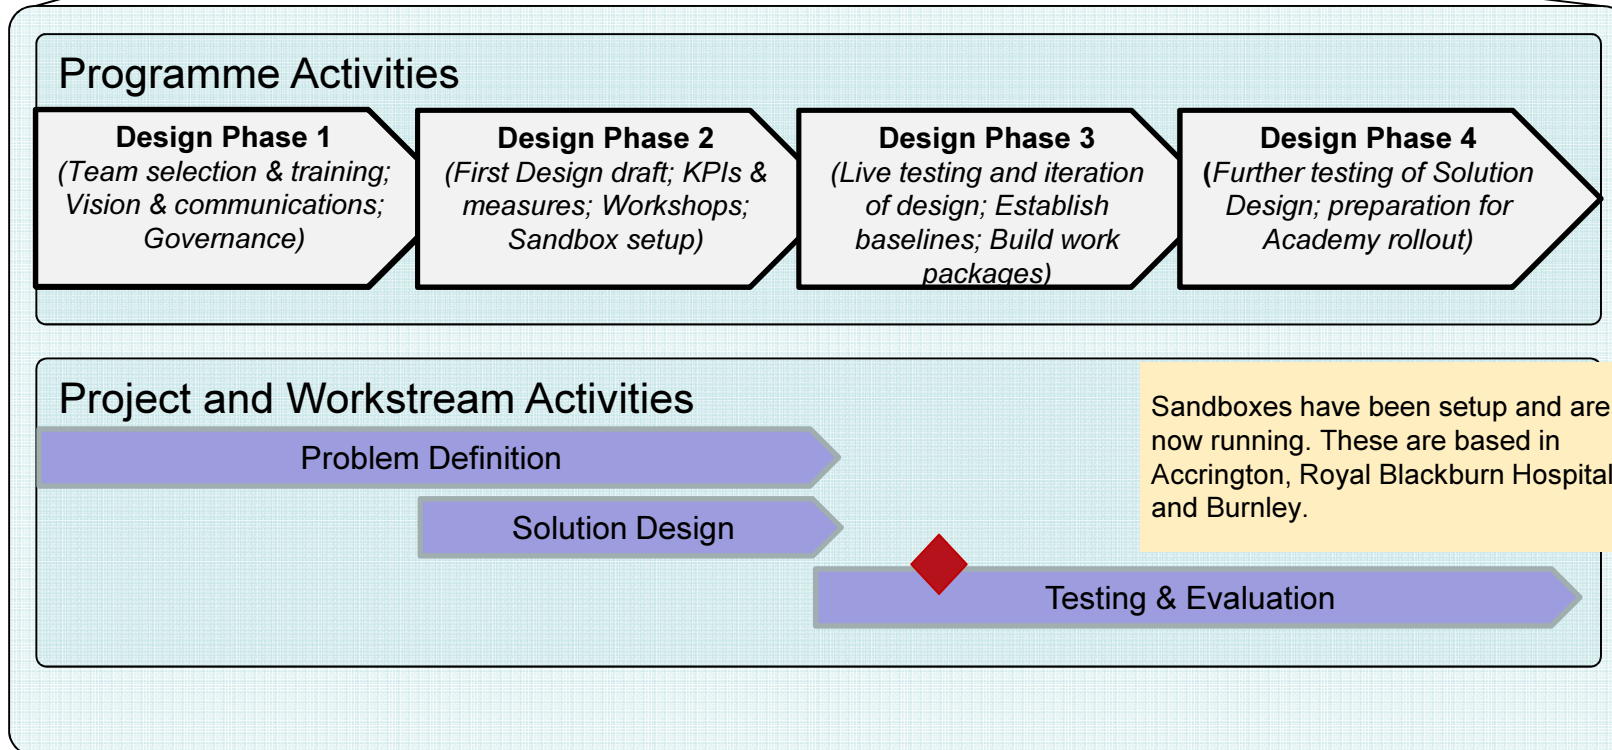 Programme Activities
Design Phase 1
(Team selection & training;
Vision & communications;
Governance)
Design Phase 2
(First Design draft; KPIs &
measures; Workshops;
Sandbox setup)
Design Phase 3
(Live testing and iteration
of design; Establish
baselines; Build work
packages)
Design Phase 4
(Further testing of Solution
Design; preparation for
Academy rollout)
Project and Workstream Activities
Sandboxes have been setup and are
now running. These are based in
Accrington, Royal Blackburn Hospital
and Burnley.
Problem Definition
Solution Design
Testing & Evaluation